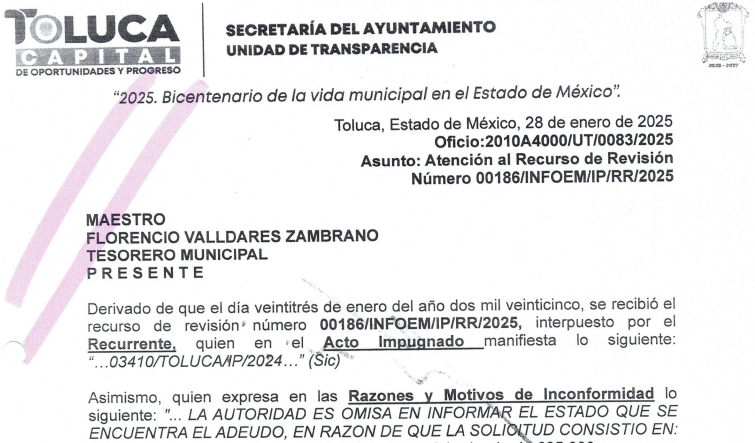 TOLUCA
CAPITAL
DE OPORTUNIDADES Y PROGRESO
SECRETARÍA DEL AYUNTAMIENTO
UNIDAD DE TRANSPARENCIA
2025 - 2027
“2025. Bicentenario de la vida municipal en el Estado de México”.
Toluca, Estado de México, 28 de enero de 2025
Oficio:2010A4000/UT/0083/2025
Asunto: Atención al Recurso de Revisión
Número 00186/INFOEM/IP/RR/2025
MAESTRO
FLORENCIO VALLDARES ZAMBRANO
TESORERO MUNICIPAL
P R E S E N T E
Derivado de que el día veintitrés de enero del año dos mil veinticinco, se recibió el
recurso de revisión número 00186/INFOEM/IP/RR/2025, interpuesto por el
Recurrente, quien en el Acto Impugnado manifiesta lo siguiente:
“…03410/TOLUCA/IP/2024…” (Sic)
Asimismo, quien expresa en las Razones y Motivos de Inconformidad lo
siguiente: "... LA AUTORIDAD ES OMISA EN INFORMAR EL ESTADO QUE SE
ENCUENTRA EL ADEUDO, EN RAZON DE QUE LA SOLICITUD CONSISTIO EN: